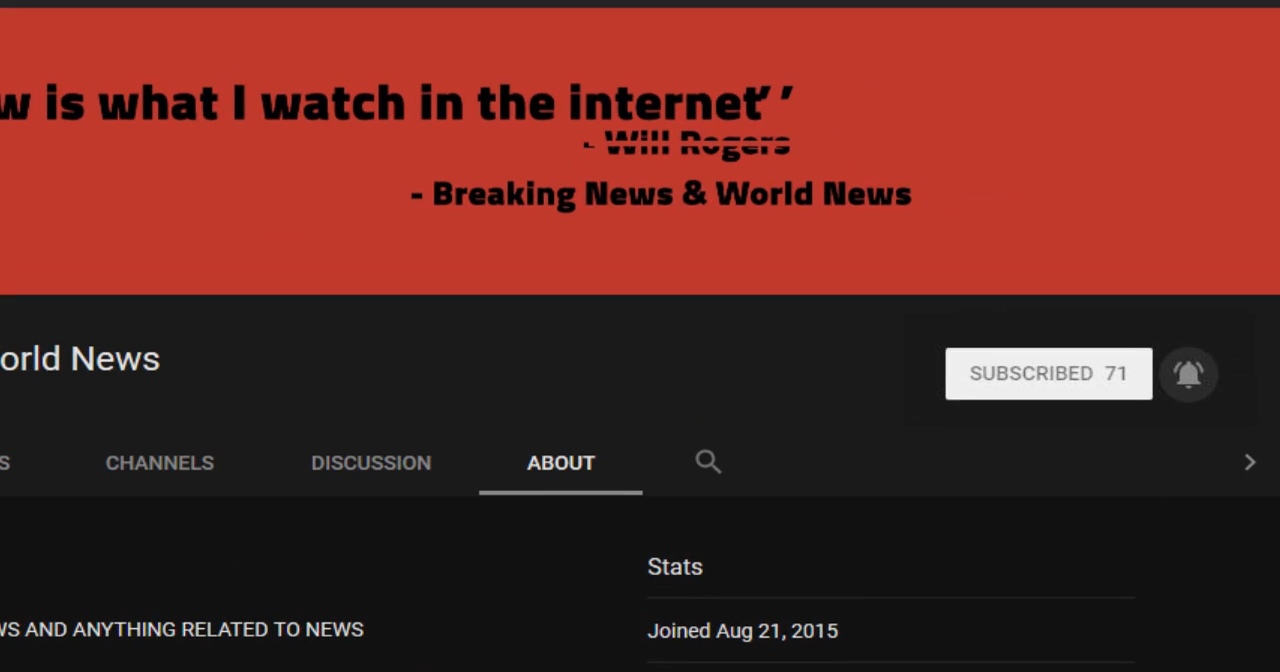 w is what I watch in the internet’’
- Will Rogers
- Breaking News & World News
orld News
SUBSCRIBED 71
S CHANNELS DISCUSSION ABOUT
Stats
WS AND ANYTHING RELATED TO NEWS
Joined Aug 21, 2015